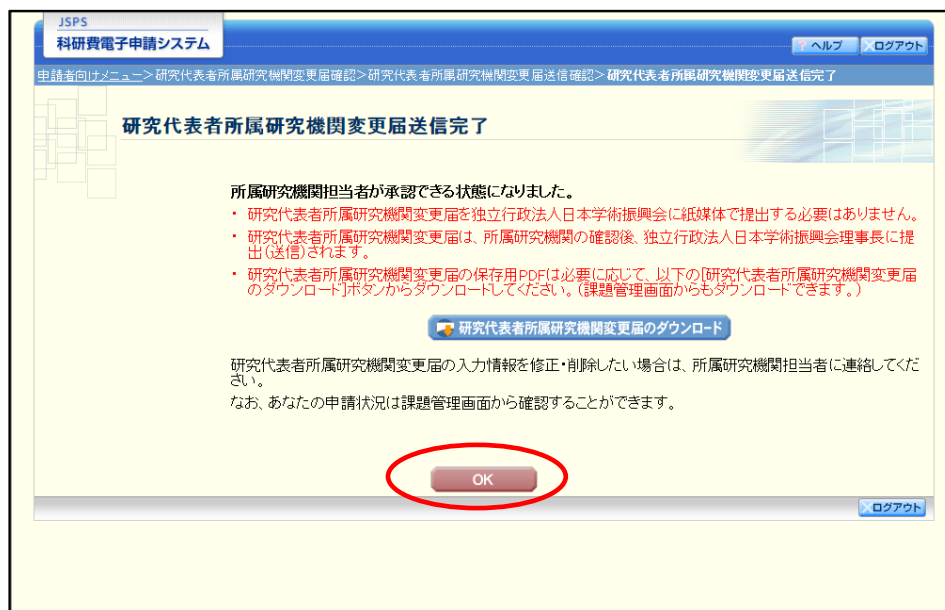 JSPS
科研費電子申請システム
? ヘルプ
ログアウト
申請者向けメニュー>研究代表者所属研究機関変更届確認>研究代表者所属研究機関変更届送信確認>研究代表者所属研究機関変更届送信完了
研究代表者所属研究機関変更届送信完了
所属研究機関担当者が承認できる状態になりました。
・ 研究代表者所属研究機関変更届を独立行政法人日本学術振興会に紙媒体で提出する必要はありません。
・ 研究代表者所属研究機関変更届は、所属研究機関の確認後、独立行政法人日本学術振興会理事長に提
出(送信)されます。
・ 研究代表者所属研究機関変更届の保存用PDFは必要に応じて、以下の[研究代表者所属研究機関変更届
のダウンロード]ボタンからダウンロードしてください。(課題管理画面からもダウンロードできます。)
研究代表者所属研究機関変更届のダウンロード
研究代表者所属研究機関変更届の入力情報を修正・削除したい場合は、所属研究機関担当者に連絡してくだ
さい。
なお、あなたの申請状況は課題管理画面から確認することができます。
OK
ログアウト